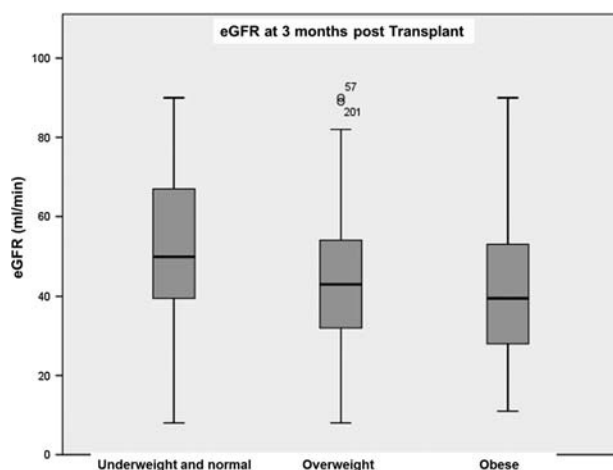 eGFR at 3 months post Transplant
eGFR (ml/min)
100
80
60
40
20
0
57
201
Underweight and normal
Overweight
Obese